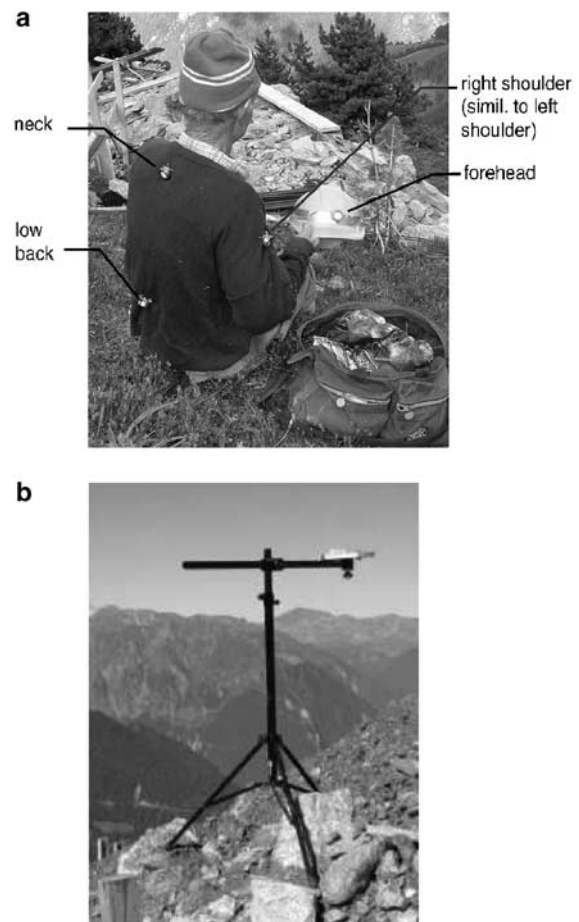 a
right shoulder
(simil. to left
shoulder)
neck
forehead
low
back
b